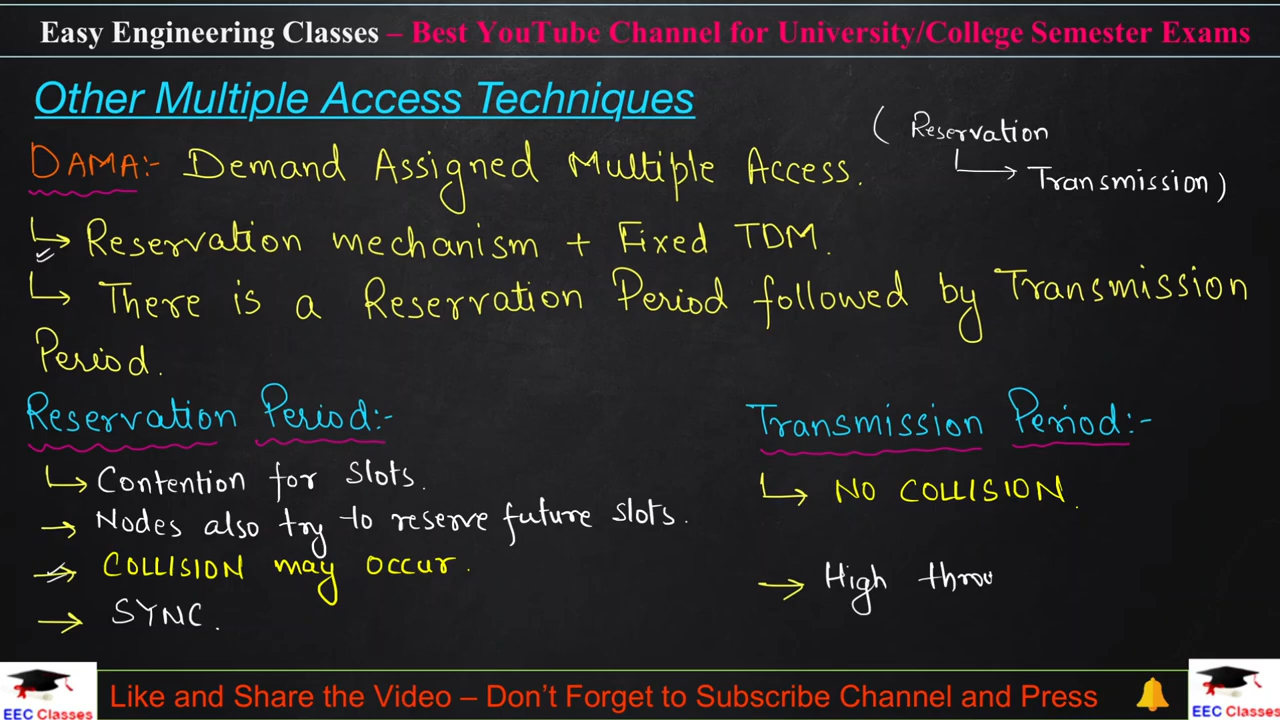 Easy Engineering Classes – Best YouTube Channel for University/College Semester Exams
Other Multiple Access Techniques
(Reservation
Transmission)
DAMA:- Demand Assigned Multiple Access.
Reservation mechanism + Fixed TDM.
There is a Reservation Period followed by Transmission
Period.
Reservation Period:-
Contention for slots.
Nodes also try to reserve future slots.
COLLISION may occur.
SYNC.
Transmission Period:-
NO COLLISION.
High throu
EEC Classes
Like and Share the Video – Don't Forget to Subscribe Channel and Press
EEC Classes